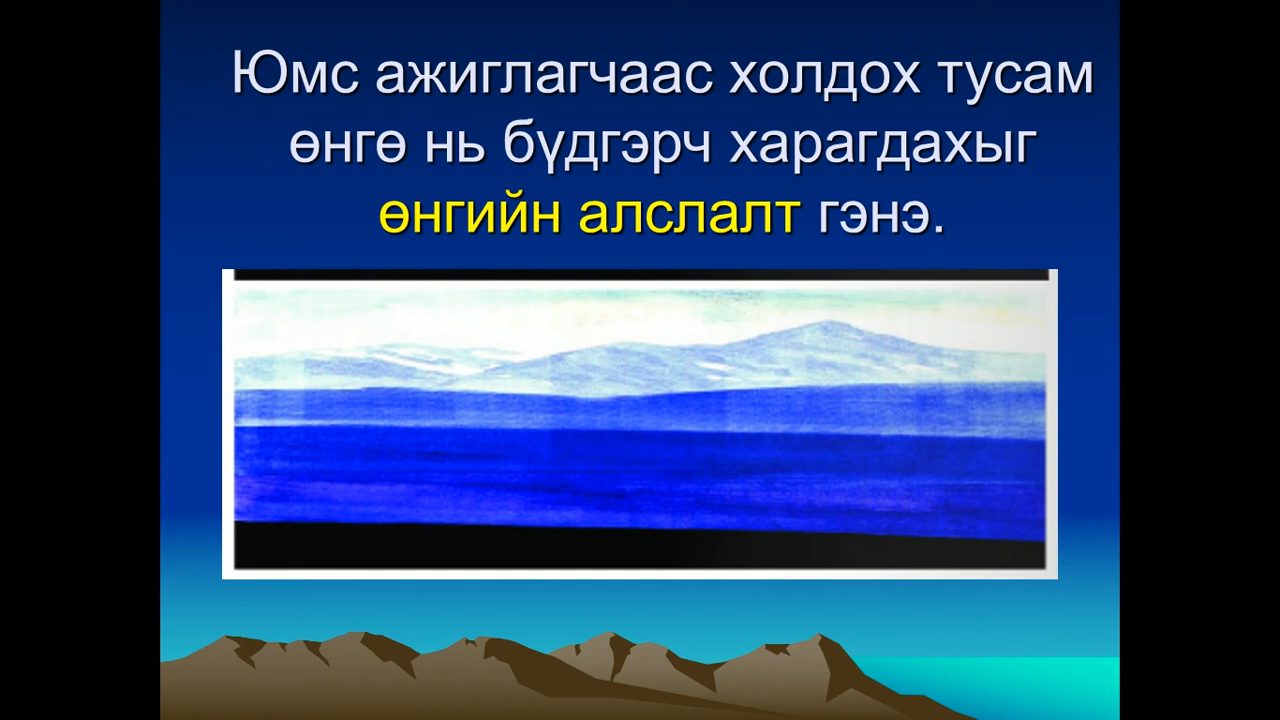 Юмс ажиглагчаас холдох тусам
өнгө нь бүдгэрч харагдахыг
өнгийн алслалт гэнэ.